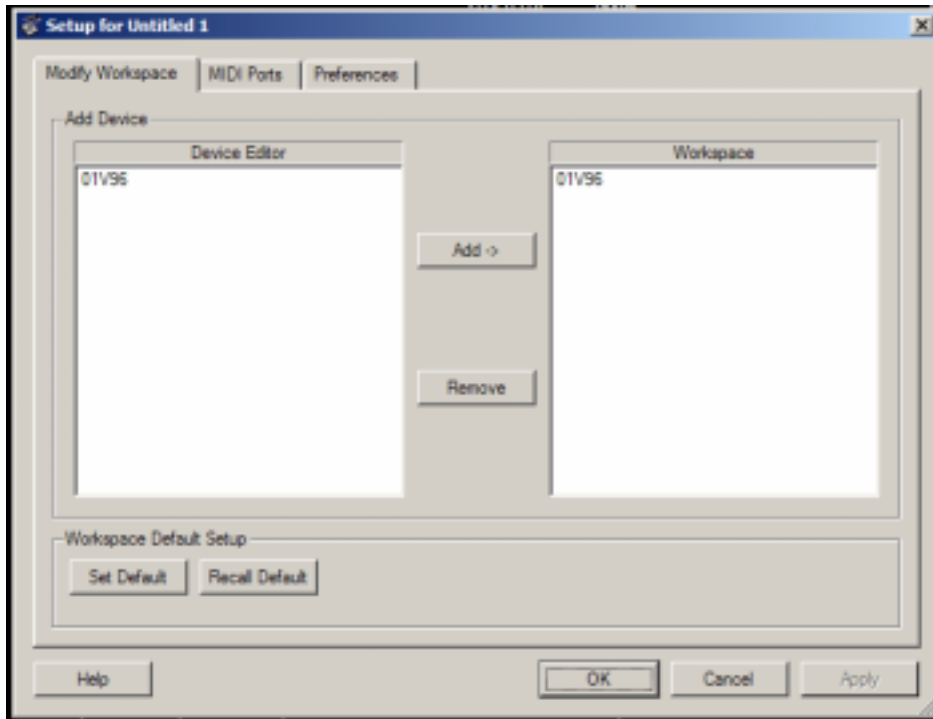 Setup for Untitled 1
Modify Workspace
MIDI Ports
Preferences
Add Device
Device Editor
Workspace
01V96
01V96
Add ->
Remove
Workspace Default Setup
Set Default
Recall Default
Help
OK
Cancel
Apply